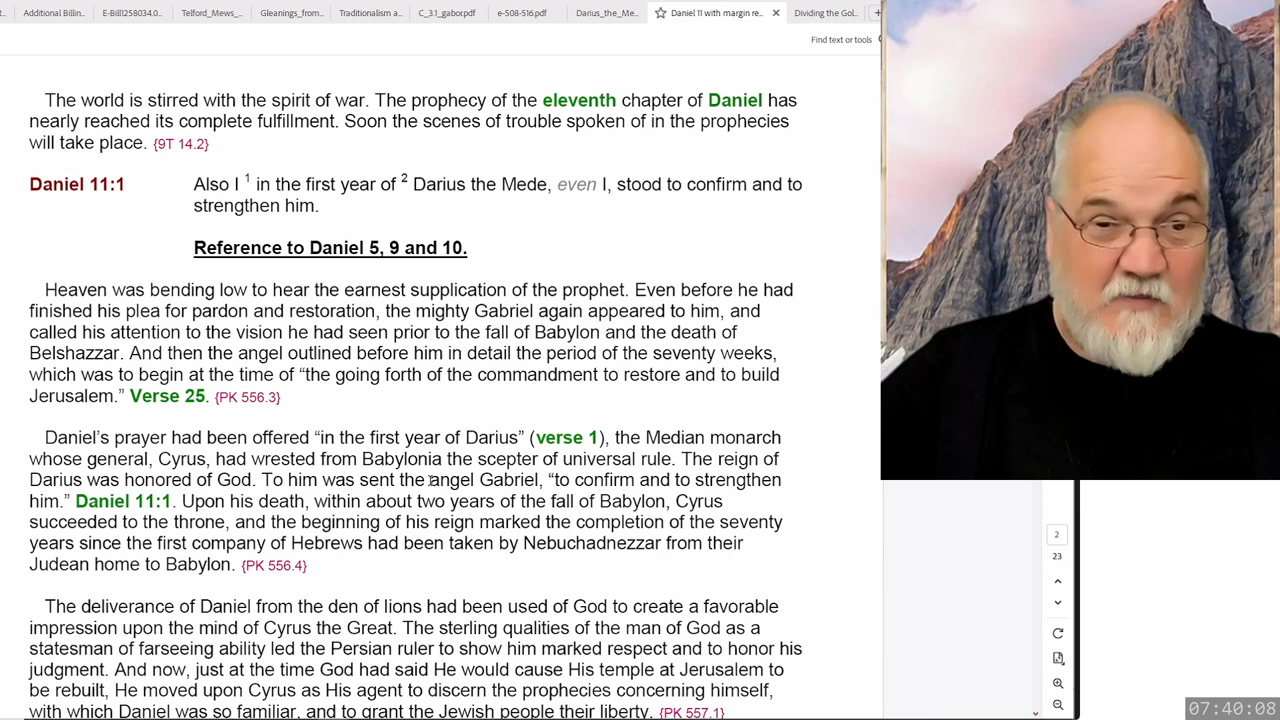 t..
Additional Billin...
E-Bill1258034.0...
Telford_Mews_..
Gleanings_from...
Traditionalism a..
C_3.1_gabor.pdf
e-508-516.pdf
Darius_the_Me...
Daniel 11 with margin re...
Dividing the Gol..
Find text or tools
The world is stirred with the spirit of war. The prophecy of the eleventh chapter of Daniel has
nearly reached its complete fulfillment. Soon the scenes of trouble spoken of in the prophecies
will take place. {9T 14.2}
Daniel 11:1 Also I 1 in the first year of 2 Darius the Mede, even I, stood to confirm and to
strengthen him.
Reference to Daniel 5, 9 and 10.
Heaven was bending low to hear the earnest supplication of the prophet. Even before he had
finished his plea for pardon and restoration, the mighty Gabriel again appeared to him, and
called his attention to the vision he had seen prior to the fall of Babylon and the death of
Belshazzar. And then the angel outlined before him in detail the period of the seventy weeks,
which was to begin at the time of “the going forth of the commandment to restore and to build
Jerusalem.” Verse 25. {PK 556.3}
Daniel’s prayer had been offered “in the first year of Darius” (verse 1), the Median monarch
whose general, Cyrus, had wrested from Babylonia the scepter of universal rule. The reign of
Darius was honored of God. To him was sent the angel Gabriel, “to confirm and to strengthen
him.” Daniel 11:1. Upon his death, within about two years of the fall of Babylon, Cyrus
succeeded to the throne, and the beginning of his reign marked the completion of the seventy
years since the first company of Hebrews had been taken by Nebuchadnezzar from their
Judean home to Babylon. {PK 556.4}
The deliverance of Daniel from the den of lions had been used of God to create a favorable
impression upon the mind of Cyrus the Great. The sterling qualities of the man of God as a
statesman of farseeing ability led the Persian ruler to show him marked respect and to honor his
judgment. And now, just at the time God had said He would cause His temple at Jerusalem to
be rebuilt, He moved upon Cyrus as His agent to discern the prophecies concerning himself,
with which Daniel was so familiar, and to grant the Jewish people their liberty. {PK 557.1}
2
23
07:40:08